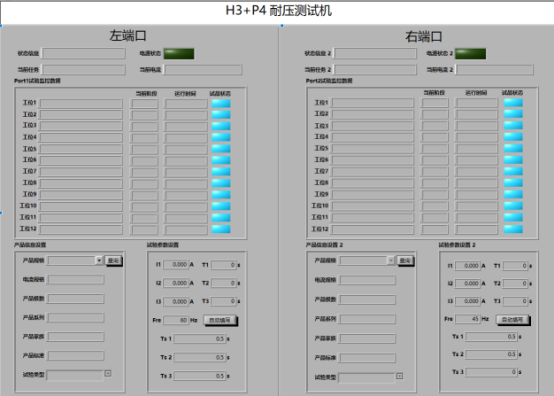 H3+P4 耐压测试机
左端口
状态信息 电源状态
当前任务 当前电流
Port1试验监控数据
当前阶段 运行时间 试品状态
工位1
工位2
工位3
工位4
工位5
工位6
工位7
工位8
工位9
工位10
工位11
工位12
产品信息设置
产品规格 查询
电流规格
产品极数
产品系列
产品家族
产品标准
试验类型
试验参数设置
I1 0.000 A T1 0 s
I2 0.000 A T2 0 s
I3 0.000 A T3 0 s
Fre 60 Hz 自动填写
Ts 1 0.5 s
Ts 2 0.5 s
Ts 3 0.5 s
右端口
状态信息 2 电源状态 2
当前任务 2 当前电流 2
Port2试验监控数据
当前阶段 运行时间 试品状态
工位1
工位2
工位3
工位4
工位5
工位6
工位7
工位8
工位9
工位10
工位11
工位12
产品信息设置 2
产品规格 查询
电流规格
产品极数
产品系列
产品家族
产品标准
试验类型
试验参数设置 2
I1 0.000 A T1 0 s
I2 0.000 A T2 0 s
I3 0.000 A T3 0 s
Fre 45 Hz 自动填写
Ts 1 0.5 s
Ts 2 0.5 s
Ts 3 0 s